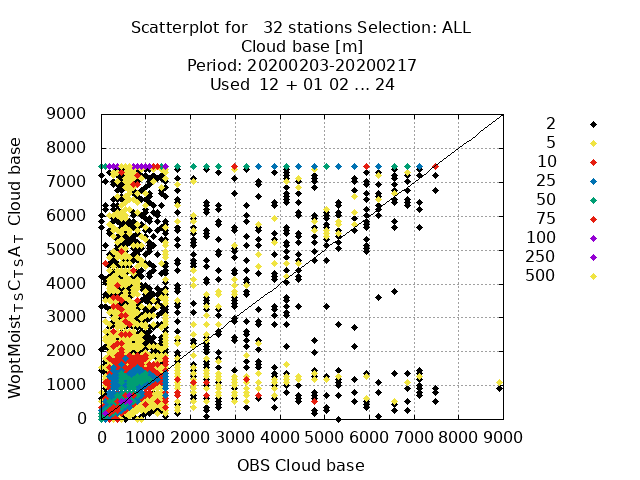 Scatterplot for   32 stations Selection: ALL
Cloud base [m]
Period: 20200203-20200217
Used 12 + 01 02 ... 24
WoptMoist_TSC_TSA_T Cloud base
9000
8000
7000
6000
5000
4000
3000
2000
1000
0
0 1000 2000 3000 4000 5000 6000 7000 8000 9000
OBS Cloud base
2
5
10
25
50
75
100
250
500